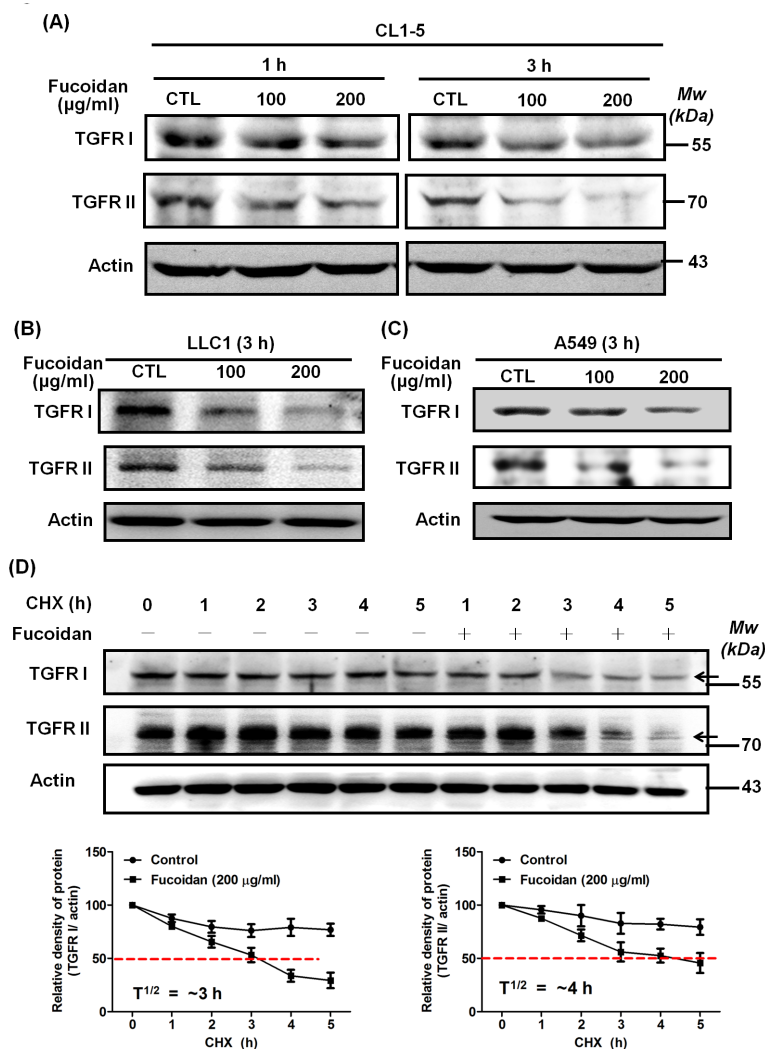 (A)
CL1-5
1 h 3 h
Fucoidan
(μg/ml) CTL 100 200 CTL 100 200 Mw
(kDa)
TGFR I 55
TGFR II 70
Actin 43
(B) (C)
LLC1 (3 h) A549 (3 h)
Fucoidan
(μg/ml) CTL 100 200
TGFR I
TGFR II
Actin
Fucoidan
(μg/ml) CTL 100 200
TGFR I
TGFR II
Actin
(D)
CHX (h) 0 1 2 3 4 5 1 2 3 4 5
Fucoidan — — — — — — + + + + + Mw
(kDa)
TGFR I 55
TGFR II 70
Actin 43
Relative density of protein
(TGFR I/ actin)
150
100
50
0
Control
Fucoidan (200 μg/ml)
T1/2 = ~3 h
0 1 2 3 4 5
CHX (h)
Relative density of protein
(TGFR II/ actin)
150
100
50
0
Control
Fucoidan (200 μg/ml)
T1/2 = ~4 h
0 1 2 3 4 5
CHX (h)